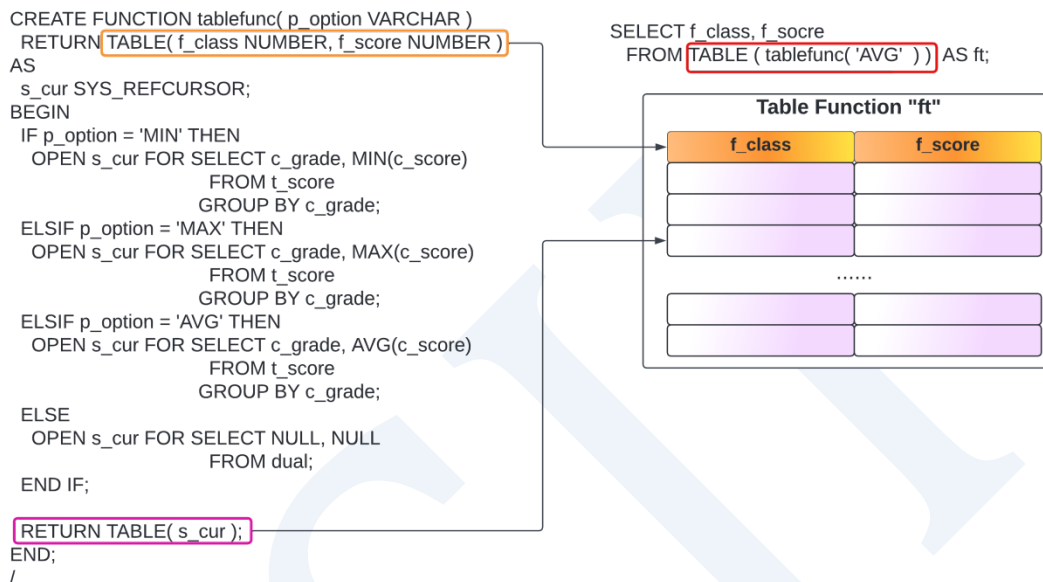 CREATE FUNCTION tablefunc( p_option VARCHAR )
RETURN TABLE( f_class NUMBER, f_score NUMBER )
AS
s_cur SYS_REFCURSOR;
BEGIN
IF p_option = 'MIN' THEN
OPEN s_cur FOR SELECT c_grade, MIN(c_score)
FROM t_score
GROUP BY c_grade;
ELSIF p_option = 'MAX' THEN
OPEN s_cur FOR SELECT c_grade, MAX(c_score)
FROM t_score
GROUP BY c_grade;
ELSIF p_option = 'AVG' THEN
OPEN s_cur FOR SELECT c_grade, AVG(c_score)
FROM t_score
GROUP BY c_grade;
ELSE
OPEN s_cur FOR SELECT NULL, NULL
FROM dual;
END IF;
RETURN TABLE( s_cur );
END;
/
SELECT f_class, f_socre
FROM TABLE ( tablefunc( 'AVG' ) ) AS ft;
Table Function "ft"
f_class f_score
......